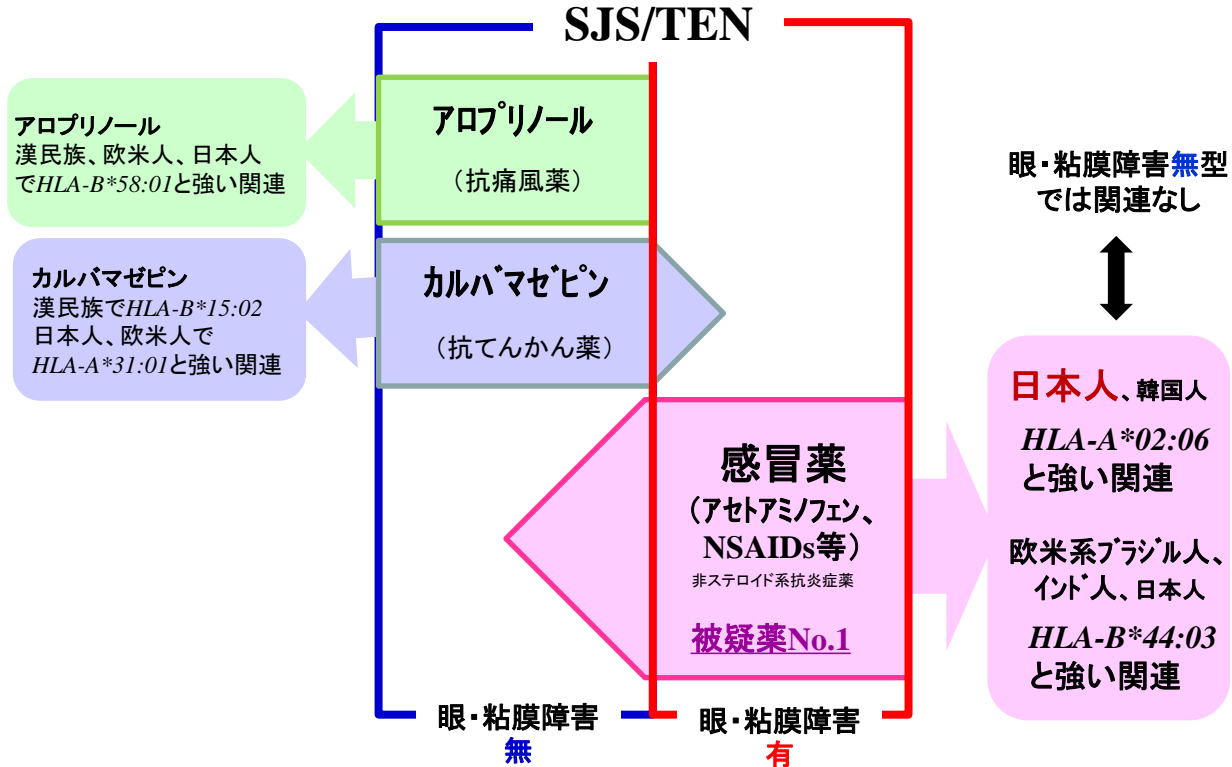 SJS/TEN
アロプリノール
漢民族、欧米人、日本人
でHLA-B*58:01と強い関連
アロプリノール
（抗痛風薬）
カルバマゼピン
漢民族でHLA-B*15:02
日本人、欧米人で
HLA-A*31:01と強い関連
カルバマゼピン
（抗てんかん薬）
感冒薬
（アセトアミノフェン、
NSAIDs等）
非ステロイド系抗炎症薬
被疑薬No.1
眼・粘膜障害無型
では関連なし
日本人、韓国人
HLA-A*02:06
と強い関連
欧米系ブラジル人、
インド人、日本人
HLA-B*44:03
と強い関連
眼・粘膜障害
無
眼・粘膜障害
有